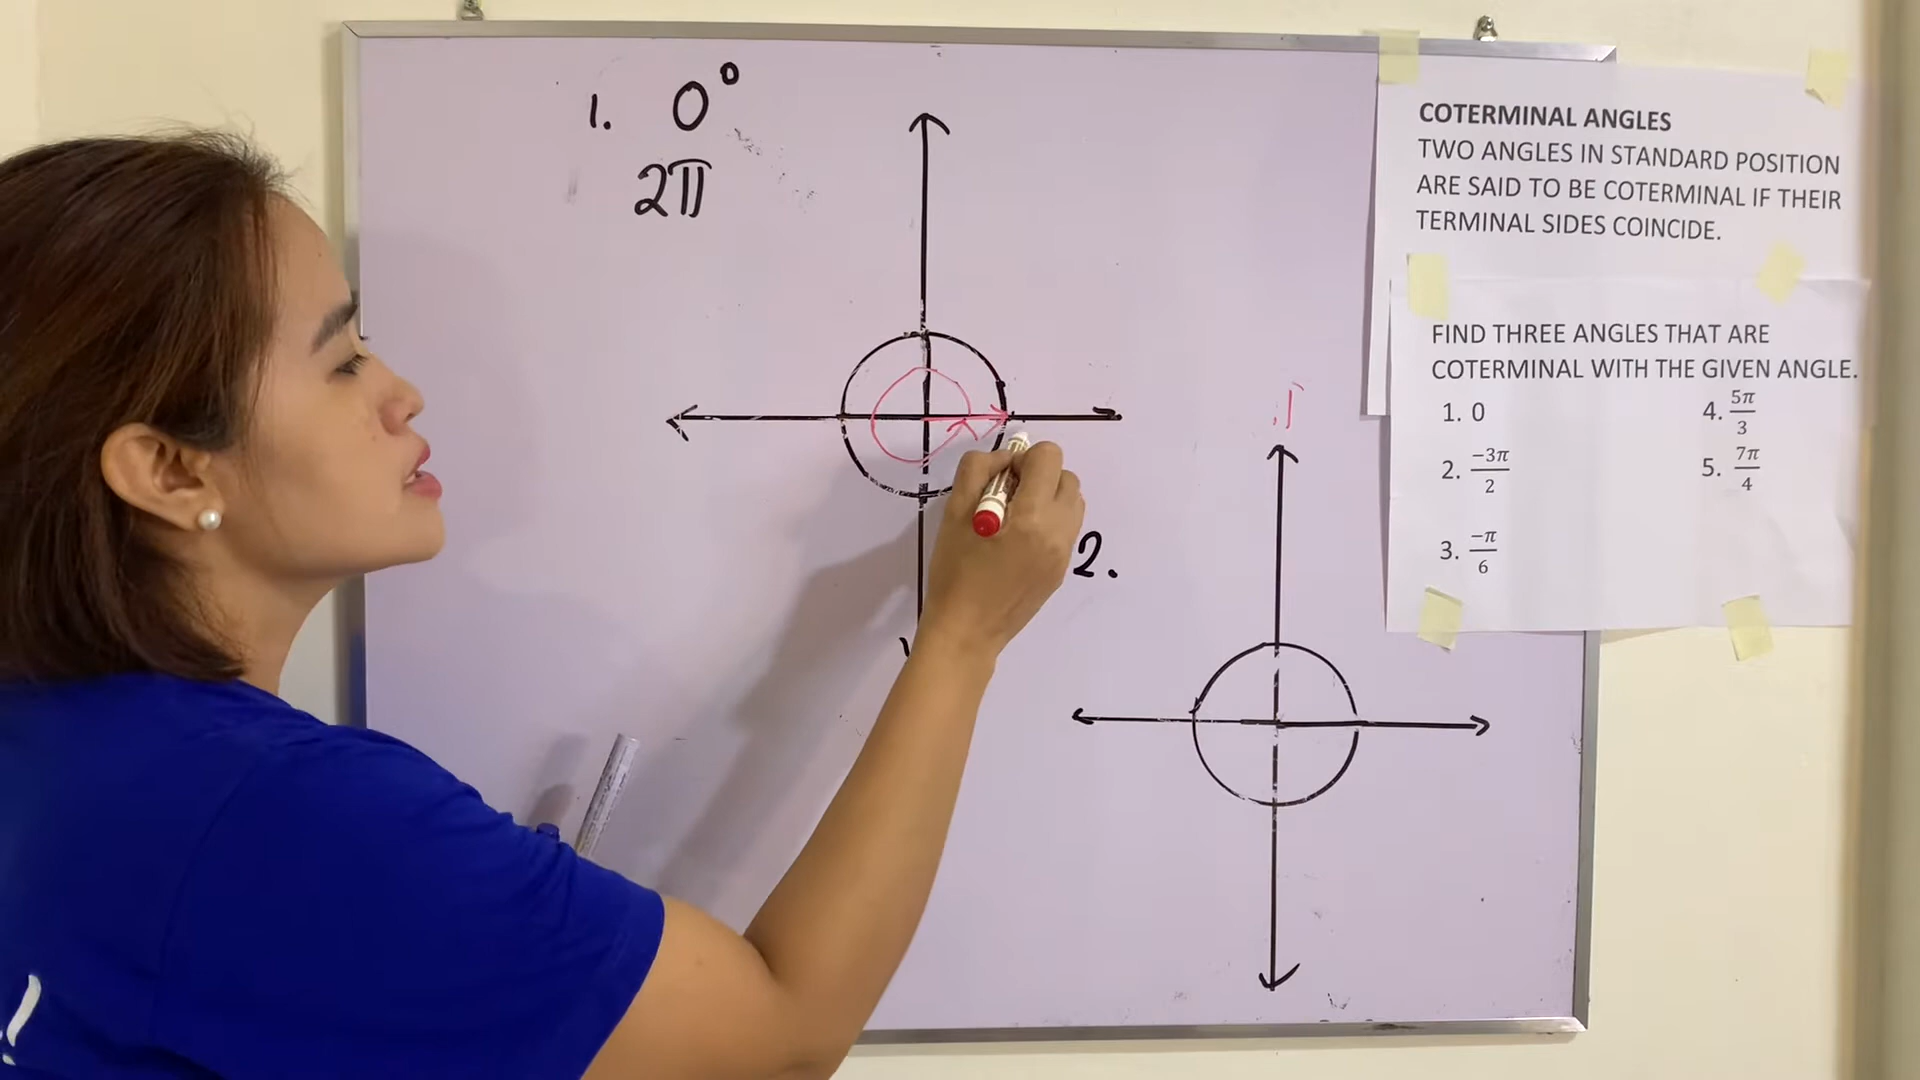 1. 0°
2π
2.
COTERMINAL ANGLES
TWO ANGLES IN STANDARD POSITION
ARE SAID TO BE COTERMINAL IF THEIR
TERMINAL SIDES COINCIDE.
FIND THREE ANGLES THAT ARE
COTERMINAL WITH THE GIVEN ANGLE.
1. 0
2. −3π/2
3. −π/6
4. 5π/3
5. 7π/4